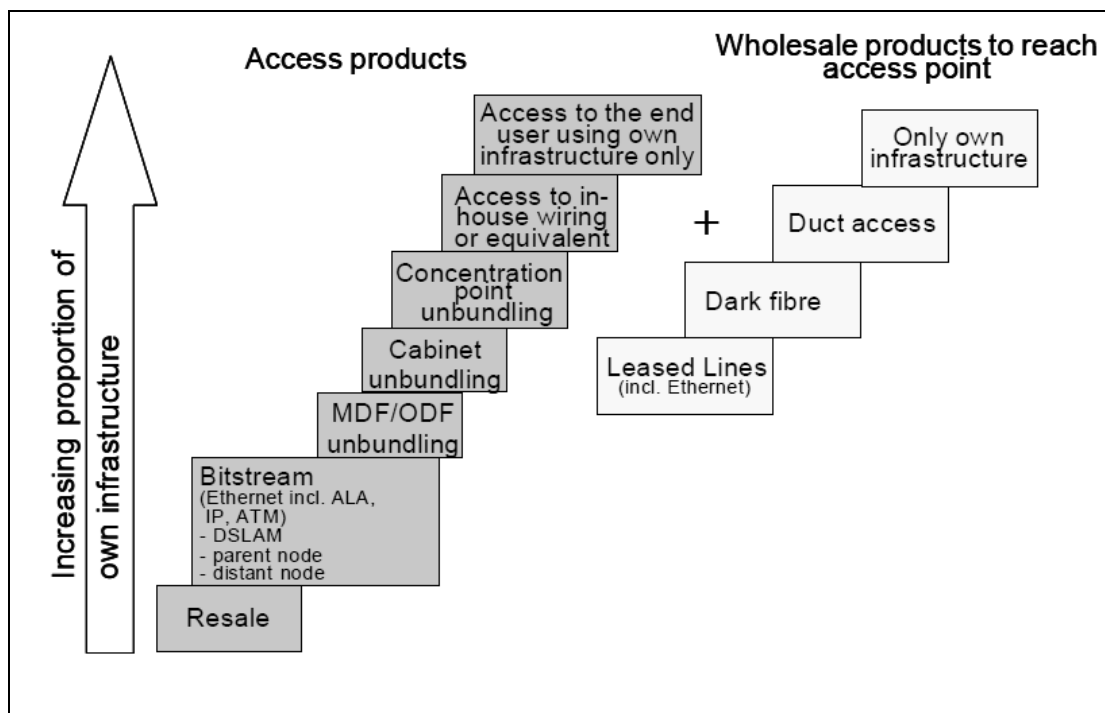 Access products
Wholesale products to reach
access point
Increasing proportion of
own infrastructure
Access to the end
user using own
infrastructure only
Access to in-
house wiring
or equivalent
Concentration
point
unbundling
Cabinet
unbundling
MDF/ODF
unbundling
Bitstream
(Ethernet incl. ALA,
IP, ATM)
- DSLAM
- parent node
- distant node
Resale
+
Only own
infrastructure
Duct access
Dark fibre
Leased Lines
(incl. Ethernet)